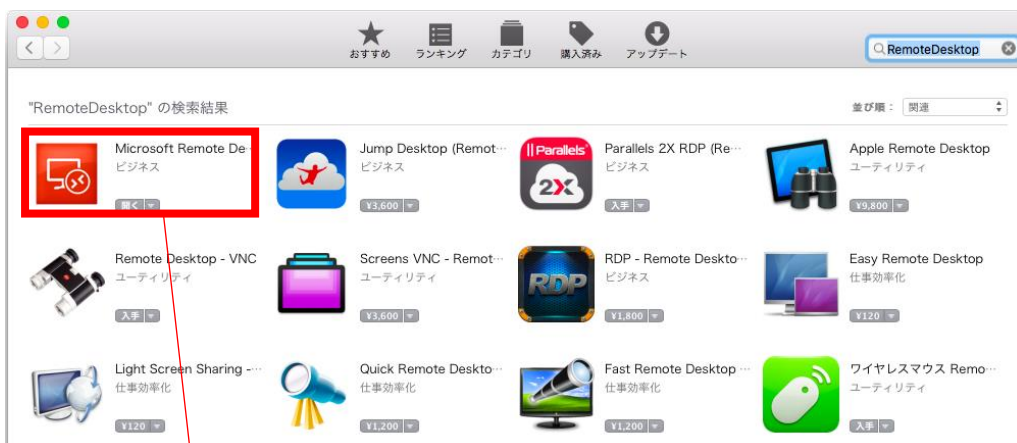 おすすめ
ランキング
カテゴリ
購入済み
アップデート
RemoteDesktop
"RemoteDesktop" の検索結果
並び順： 関連
Microsoft Remote De…
ビジネス
開く
Jump Desktop (Remot…
ビジネス
¥3,600
|| Parallels
2X
Parallels 2X RDP (Re…
ビジネス
入手
Apple Remote Desktop
ユーティリティ
¥9,800
Remote Desktop - VNC
ユーティリティ
入手
Screens VNC - Remot…
ユーティリティ
¥3,600
RDP
RDP - Remote Deskto…
ビジネス
¥1,800
Easy Remote Desktop
仕事効率化
¥120
Light Screen Sharing -…
仕事効率化
¥120
Quick Remote Deskto…
仕事効率化
¥1,200
Fast Remote Desktop …
仕事効率化
¥1,200
ワイヤレスマウス Remo…
ユーティリティ
入手